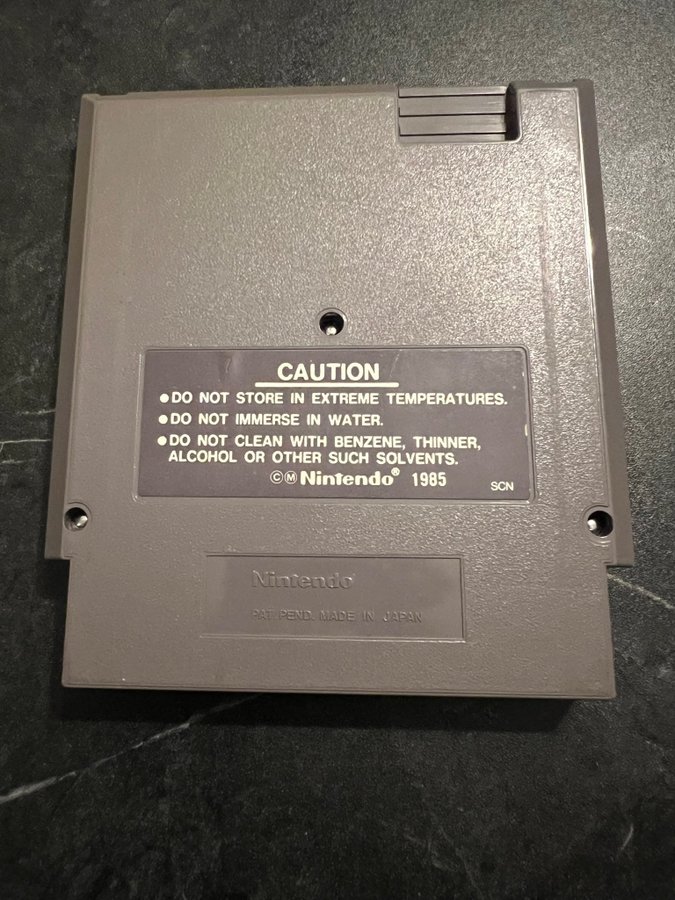 CAUTION
●DO NOT STORE IN EXTREME TEMPERATURES.
●DO NOT IMMERSE IN WATER.
●DO NOT CLEAN WITH BENZENE, THINNER,
ALCOHOL OR OTHER SUCH SOLVENTS.
©Ⓜ Nintendo® 1985 SCN
Nintendo®
PAT. PEND. MADE IN JAPAN